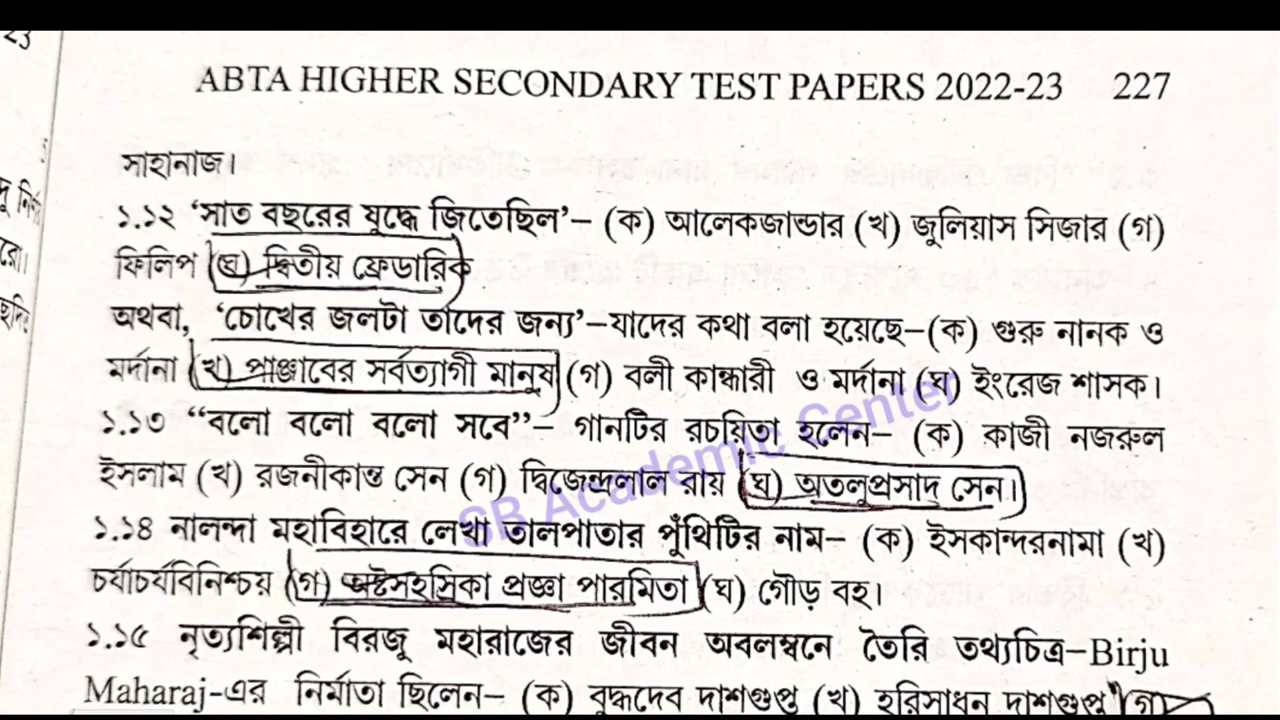 23
ABTA HIGHER SECONDARY TEST PAPERS 2022-23 227
সাহানাজ।
১.১২ 'সাত বছরের যুদ্ধে জিতেছিল'– (ক) আলেকজান্ডার (খ) জুলিয়াস সিজার (গ)
ফিলিপ (ঘ) দ্বিতীয় ফ্রেডারিক
অথবা, 'চোখের জলটা তাদের জন্য'–যাদের কথা বলা হয়েছে–(ক) গুরু নানক ও
মর্দানা (খ) পাঞ্জাবের সর্বত্যাগী মানুষ (গ) বলী কান্ধারী ও মর্দানা (ঘ) ইংরেজ শাসক।
১.১৩ “বলো বলো বলো সবে”– গানটির রচয়িতা হলেন– (ক) কাজী নজরুল
ইসলাম (খ) রজনীকান্ত সেন (গ) দ্বিজেন্দ্রলাল রায় (ঘ) অতলুপ্রসাদ সেন।
SB Academic Center
১.১৪ নালন্দা মহাবিহারে লেখা তালপাতার পুঁথিটির নাম– (ক) ইসকান্দরনামা (খ)
চর্যাচর্যবিনিশ্চয় (গ) অষ্টসহস্রিকা প্রজ্ঞা পারমিতা (ঘ) গৌড় বহ।
১.১৫ নৃত্যশিল্পী বিরজু মহারাজের জীবন অবলম্বনে তৈরি তথ্যচিত্র–Birju
Maharaj-এর নির্মাতা ছিলেন– (ক) বুদ্ধদেব দাশগুপ্ত (খ) হরিসাধন দাশগুপ্ত (গ)